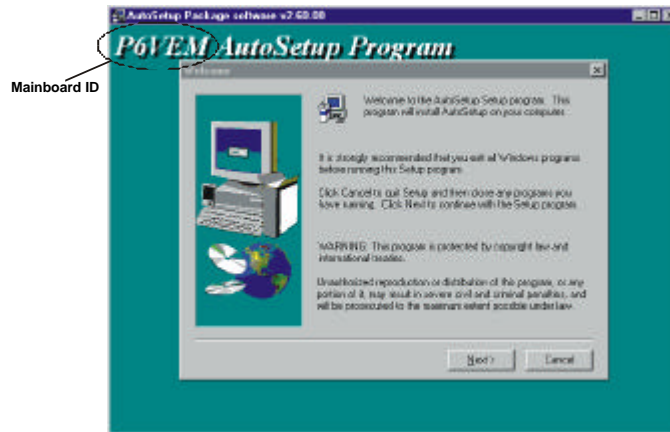 AutoSetup Package software v2.60.00
P6VEM AutoSetup Program
Mainboard ID
Welcome
Welcome to the AutoSetup Setup program. This
program will install AutoSetup on your computer.
It is strongly recommended that you exit all Windows programs
before running this Setup program.
Click Cancel to quit Setup and then close any programs you
have running. Click Next to continue with the Setup program.
WARNING: This program is protected by copyright law and
international treaties.
Unauthorized reproduction or distribution of this program, or any
portion of it, may result in severe civil and criminal penalties, and
will be prosecuted to the maximum extent possible under law.
Next >
Cancel